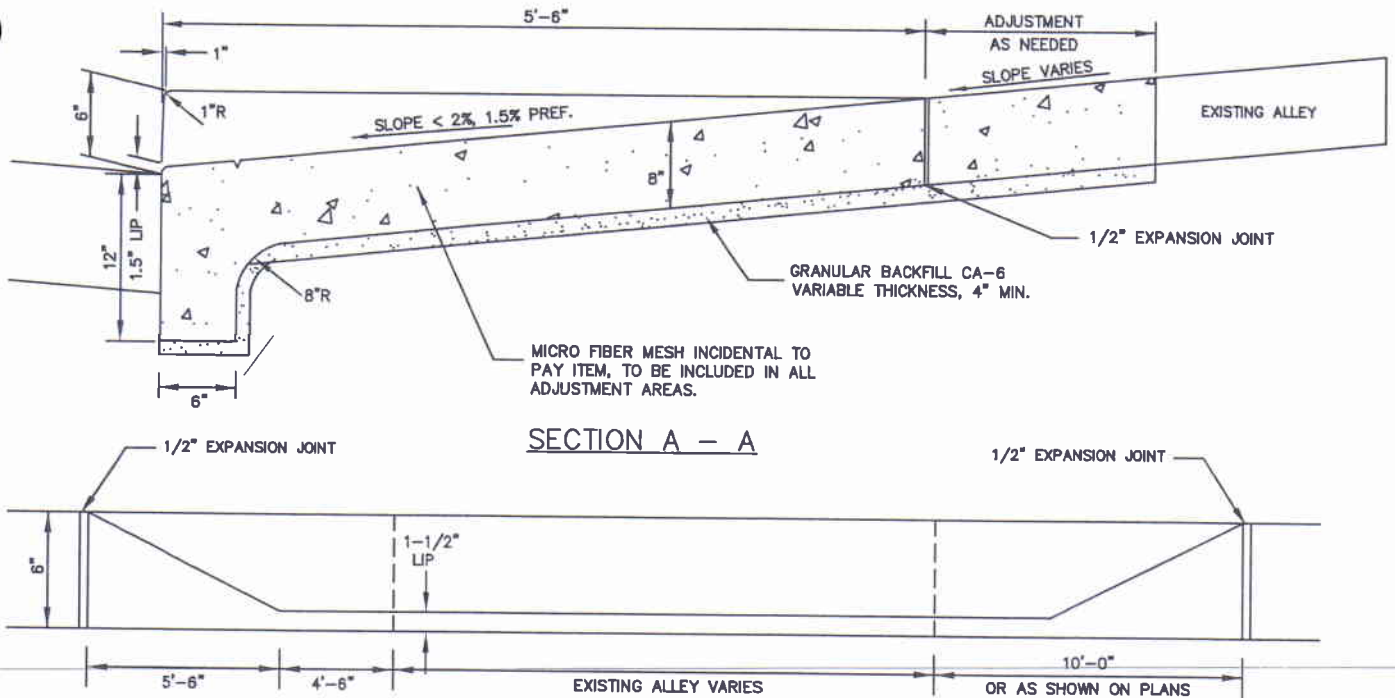 5'-6"
ADJUSTMENT
AS NEEDED
1"
SLOPE VARIES
6"
1"R
EXISTING ALLEY
SLOPE < 2%, 1.5% PREF.
8"
12"
1.5" LIP
1/2" EXPANSION JOINT
8"R
GRANULAR BACKFILL CA-6
VARIABLE THICKNESS, 4" MIN.
MICRO FIBER MESH INCIDENTAL TO
PAY ITEM, TO BE INCLUDED IN ALL
ADJUSTMENT AREAS.
6"
SECTION A - A
1/2" EXPANSION JOINT
1/2" EXPANSION JOINT
6"
1-1/2"
LIP
5'-6"
4'-6"
EXISTING ALLEY VARIES
10'-0"
OR AS SHOWN ON PLANS